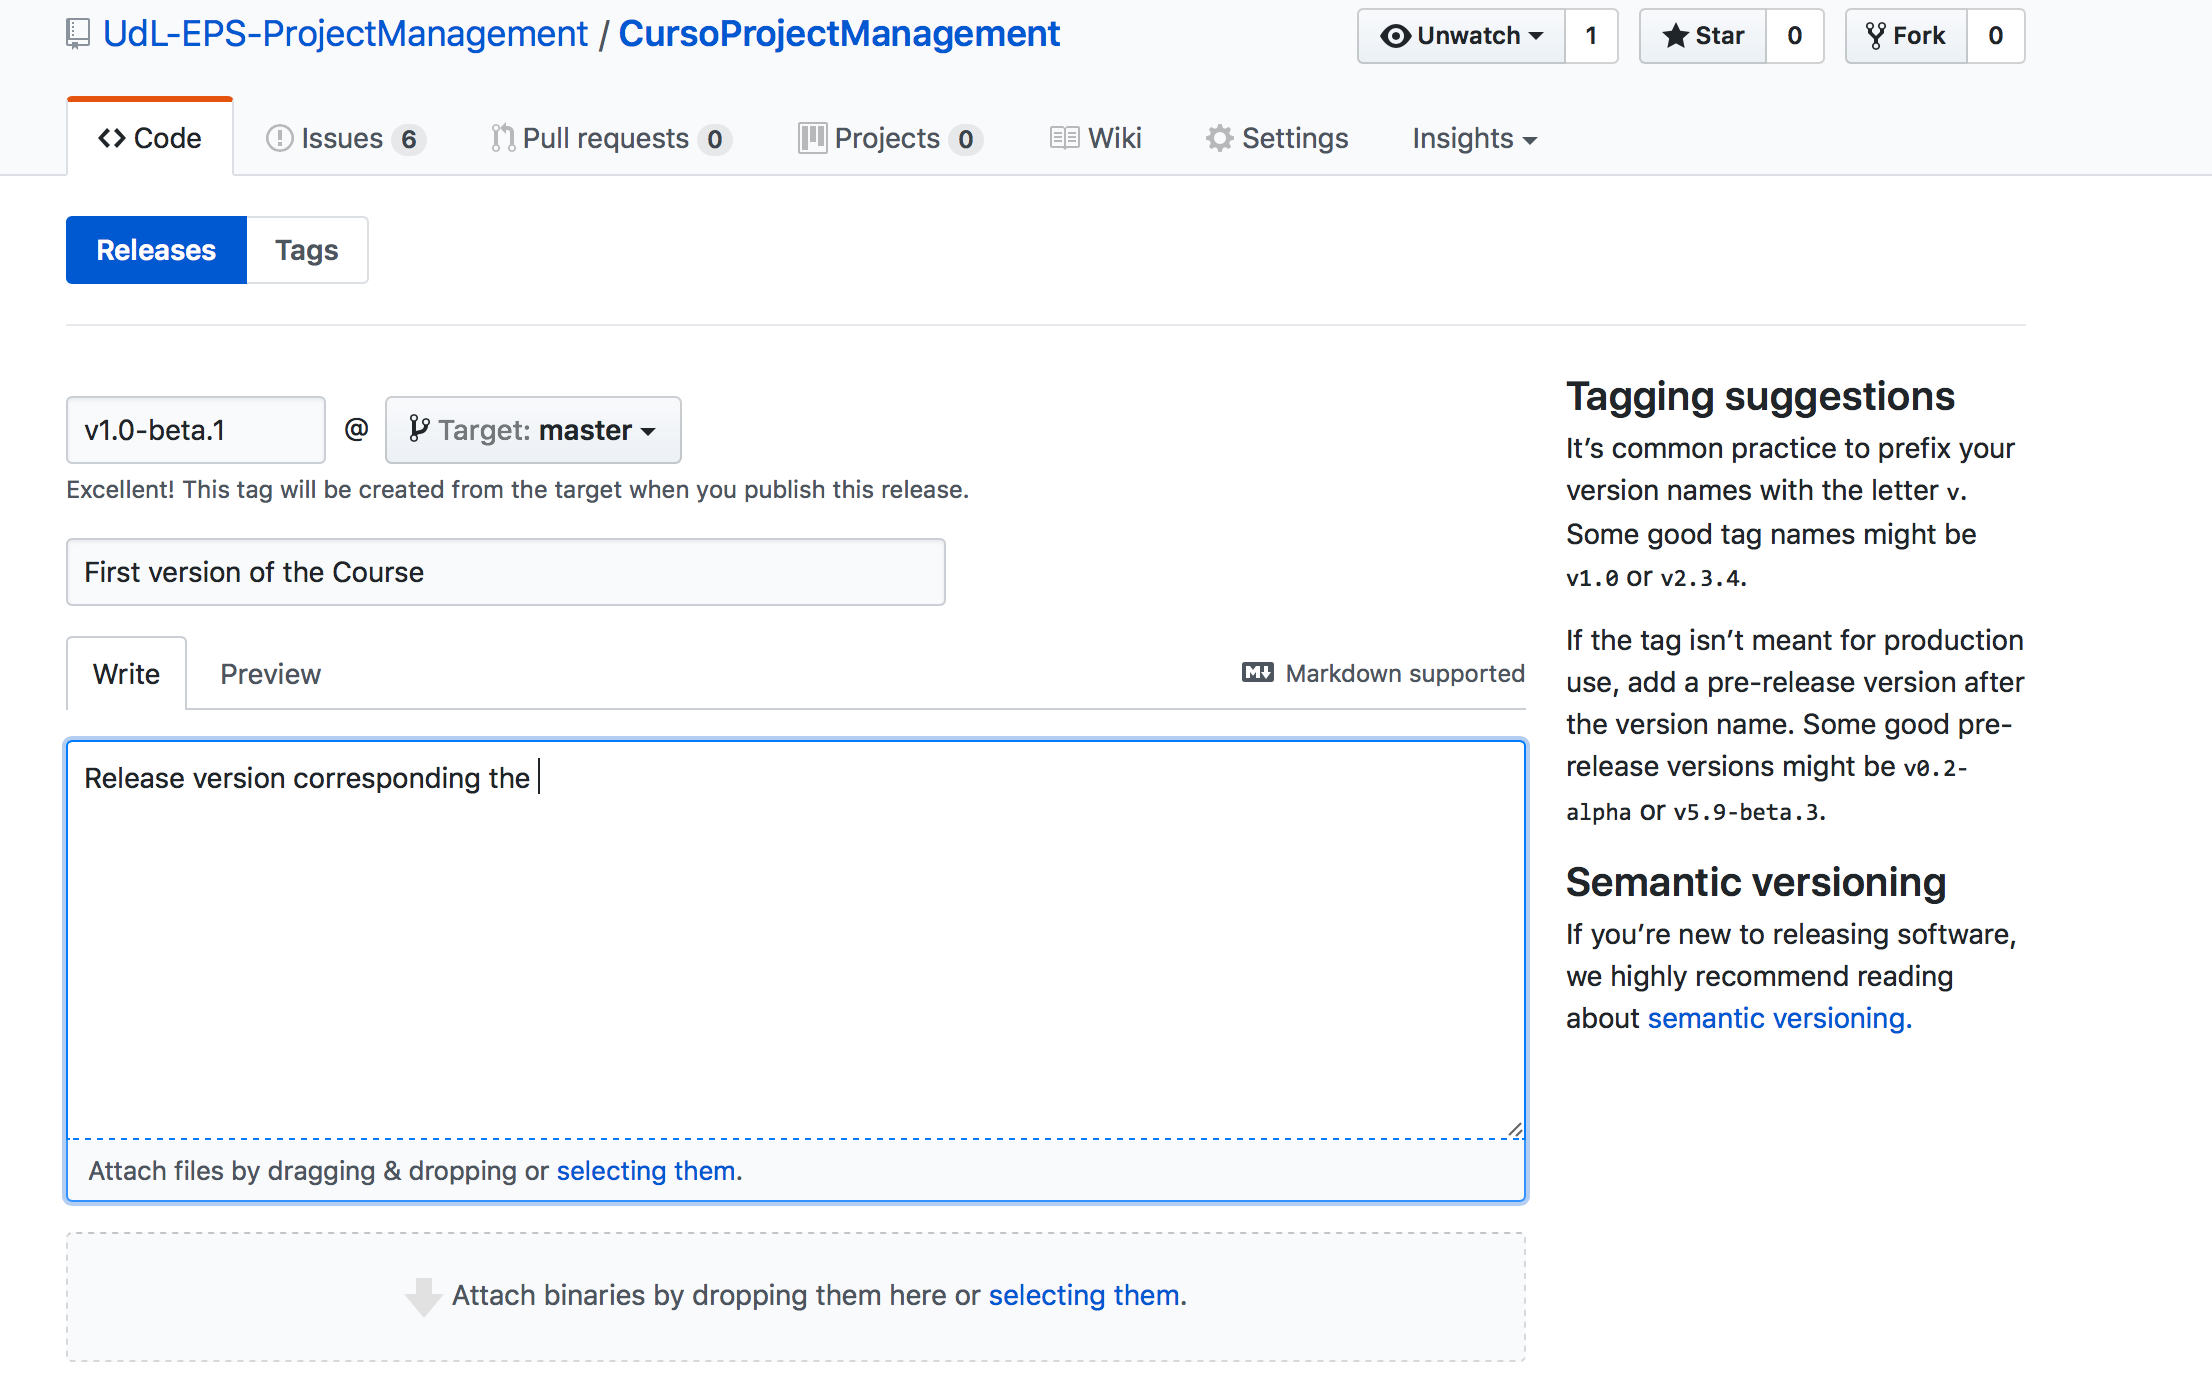 UdL-EPS-ProjectManagement / CursoProjectManagement
Unwatch 1 Star 0 Fork 0
Code Issues 6 Pull requests 0 Projects 0 Wiki Settings Insights
Releases Tags
v1.0-beta.1 @ Target: master
Excellent! This tag will be created from the target when you publish this release.
First version of the Course
Write Preview Markdown supported
Release version corresponding the
Attach files by dragging & dropping or selecting them.
Attach binaries by dropping them here or selecting them.
Tagging suggestions
It’s common practice to prefix your
version names with the letter v.
Some good tag names might be
v1.0 or v2.3.4.
If the tag isn’t meant for production
use, add a pre-release version after
the version name. Some good pre-
release versions might be v0.2-
alpha or v5.9-beta.3.
Semantic versioning
If you’re new to releasing software,
we highly recommend reading
about semantic versioning.